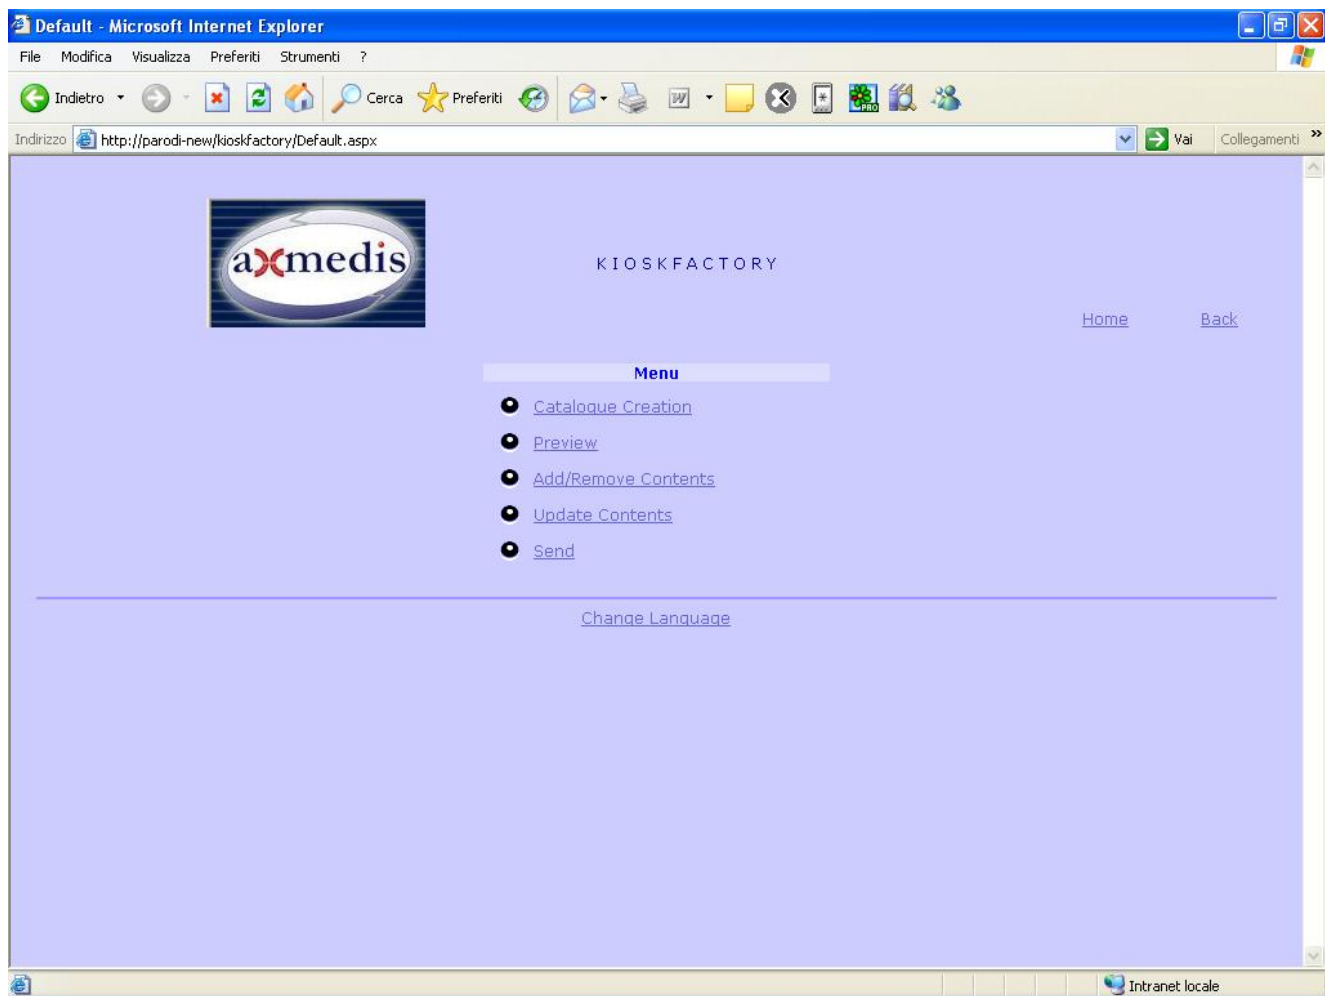 Default - Microsoft Internet Explorer
File Modifica Visualizza Preferiti Strumenti ?
Indietro Cerca Preferiti
Indirizzo http://parodi-new/kioskfactory/Default.aspx Vai Collegamenti »
axmedis
KIOSKFACTORY
Home Back
Menu
Catalogue Creation
Preview
Add/Remove Contents
Update Contents
Send
Change Language
Intranet locale